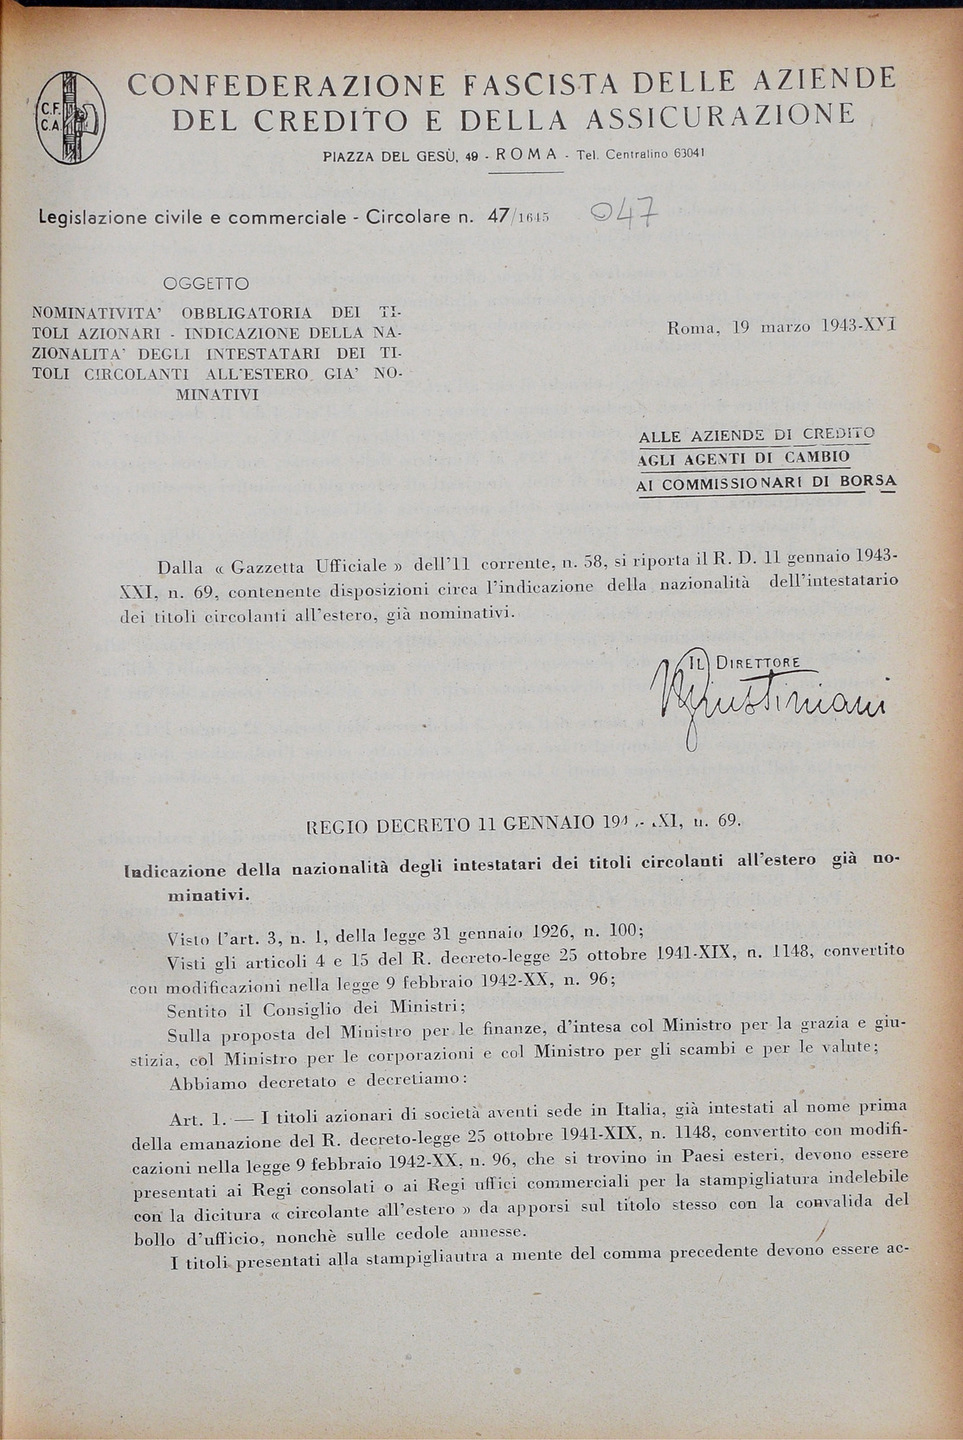 CONFEDERAZIONE FASCISTA DELLE AZIENDE
DEL CREDITO E DELLA ASSICURAZIONE
C.F.
C.A.
PIAZZA DEL GESÙ, 49 - ROMA - Tel. Centralino 63041
Legislazione civile e commerciale - Circolare n. 47/1645 047
OGGETTO
NOMINATIVITA' OBBLIGATORIA DEI TI-
TOLI AZIONARI - INDICAZIONE DELLA NA-
ZIONALITA' DEGLI INTESTATARI DEI TI-
TOLI CIRCOLANTI ALL'ESTERO GIA' NO-
MINATIVI
Roma, 19 marzo 1943-XXI
ALLE AZIENDE DI CREDITO
AGLI AGENTI DI CAMBIO
AI COMMISSIONARI DI BORSA
Dalla « Gazzetta Ufficiale » dell'11 corrente, n. 58, si riporta il R. D. 11 gennaio 1943-
XXI, n. 69, contenente disposizioni circa l'indicazione della nazionalità dell'intestatario
dei titoli circolanti all'estero, già nominativi.
IL DIRETTORE
Giustiniani
REGIO DECRETO 11 GENNAIO 194 - XI, n. 69.
Indicazione della nazionalità degli intestatari dei titoli circolanti all'estero già no-
minativi.
Visto l'art. 3, n. 1, della legge 31 gennaio 1926, n. 100;
Visti gli articoli 4 e 15 del R. decreto-legge 25 ottobre 1941-XIX, n. 1148, convertito
con modificazioni nella legge 9 febbraio 1942-XX, n. 96;
Sentito il Consiglio dei Ministri;
Sulla proposta del Ministro per le finanze, d'intesa col Ministro per la grazia e giu-
stizia, col Ministro per le corporazioni e col Ministro per gli scambi e per le valute;
Abbiamo decretato e decretiamo:
Art. 1. — I titoli azionari di società aventi sede in Italia, già intestati al nome prima
della emanazione del R. decreto-legge 25 ottobre 1941-XIX, n. 1148, convertito con modifi-
cazioni nella legge 9 febbraio 1942-XX, n. 96, che si trovino in Paesi esteri, devono essere
presentati ai Regi consolati o ai Regi uffici commerciali per la stampigliatura indelebile
con la dicitura « circolante all'estero » da apporsi sul titolo stesso con la convalida del
bollo d'ufficio, nonchè sulle cedole annesse.
I titoli presentati alla stampigliautra a mente del comma precedente devono essere ac-